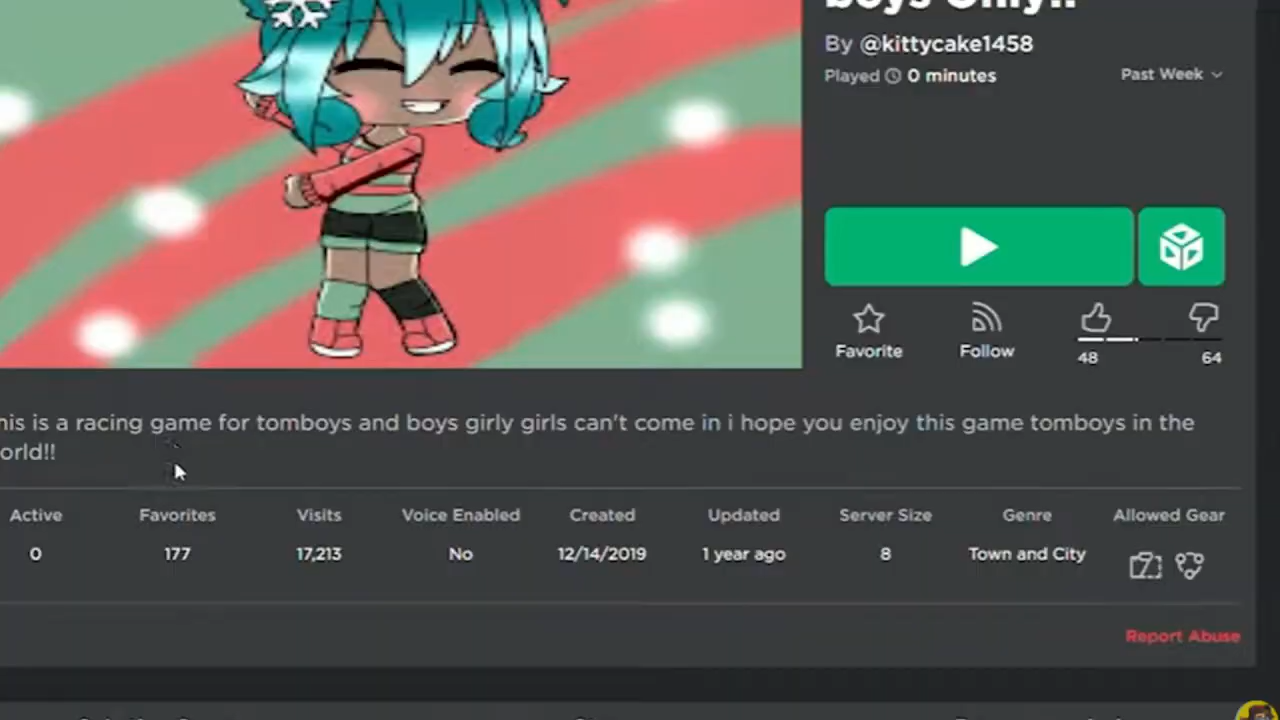 boys Only!!
By @kittycake1458
Played 0 minutes
Past Week
Favorite
Follow
48
64
is is a racing game for tomboys and boys girly girls can't come in i hope you enjoy this game tomboys in the
orld!!
Active
Favorites
Visits
Voice Enabled
Created
Updated
Server Size
Genre
Allowed Gear
0
177
17,213
No
12/14/2019
1 year ago
8
Town and City
Report Abuse